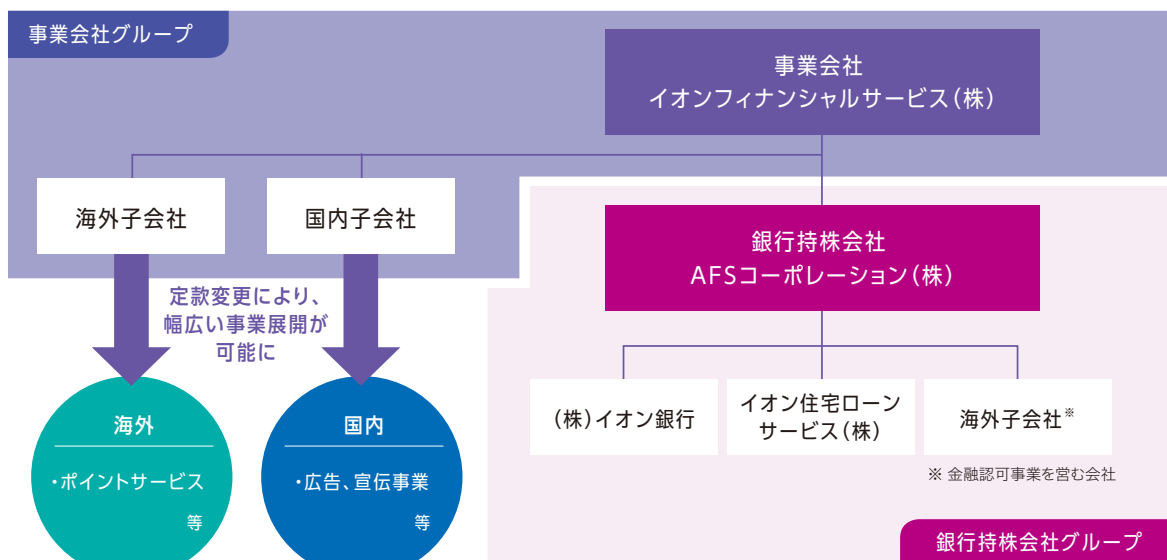 事業会社グループ
事業会社
イオンフィナンシャルサービス(株)
海外子会社
国内子会社
銀行持株会社
AFSコーポレーション(株)
定款変更により、
幅広い事業展開が
可能に
海外
・ポイントサービス
等
国内
・広告、宣伝事業
等
(株)イオン銀行
イオン住宅ローン
サービス(株)
海外子会社※
※ 金融認可事業を営む会社
銀行持株会社グループ